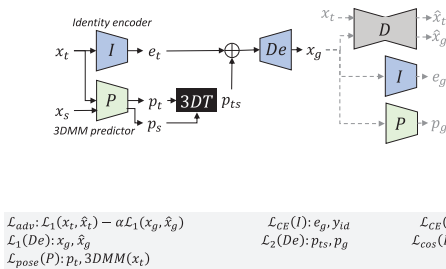 Identity encoder
x_t I e_t De x_g x_t D x̂_t
x̂_g
I e_g
x_s P p_t 3DT p_ts P p_g
3DMM predictor p_s
ℒ_adv: ℒ_1(x_t, x̂_t) − αℒ_1(x_g, x̂_g) ℒ_CE(I): e_g, y_id ℒ_CE(
ℒ_1(De): x_g, x̂_g ℒ_2(De): p_ts, p_g ℒ_cos(
ℒ_pose(P): p_t, 3DMM(x_t)